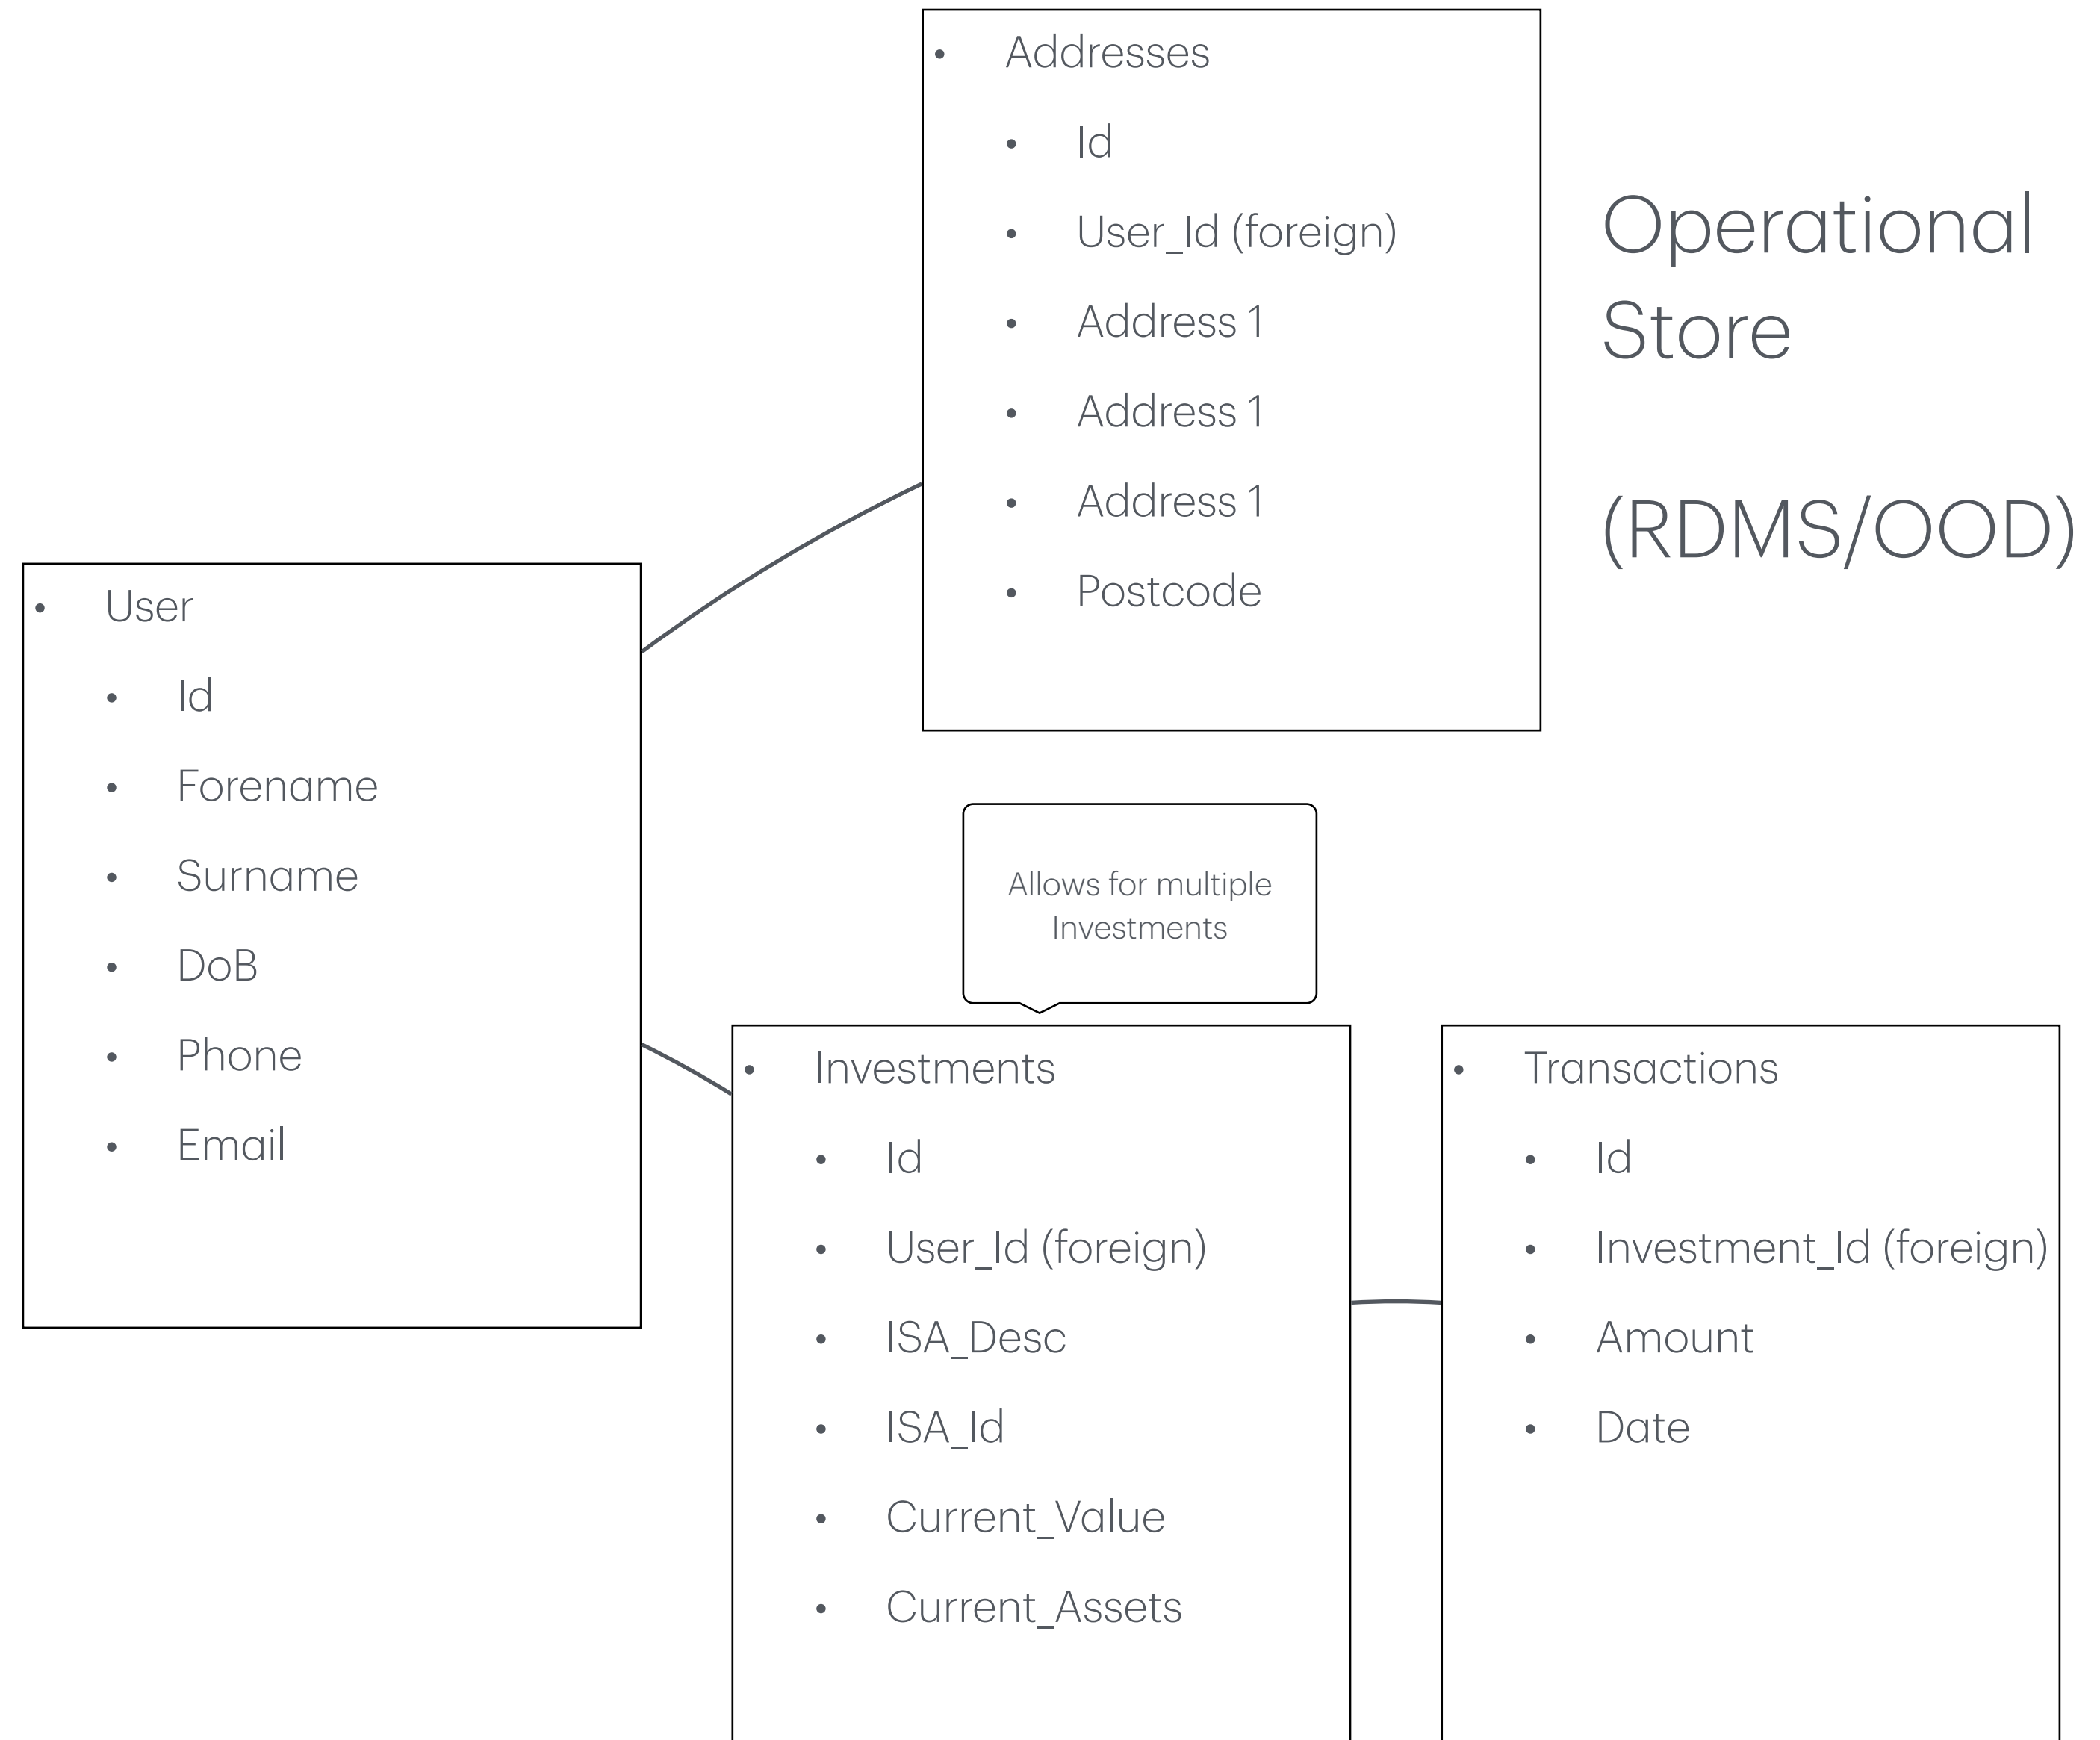 Addresses
Id
User_Id (foreign)
Address 1
Address 1
Address 1
Postcode
Operational
Store
(RDMS/OOD)
User
Id
Forename
Surname
DoB
Phone
Email
Allows for multiple
Investments
Investments
Id
User_Id (foreign)
ISA_Desc
ISA_Id
Current_Value
Current_Assets
Transactions
Id
Investment_Id (foreign)
Amount
Date